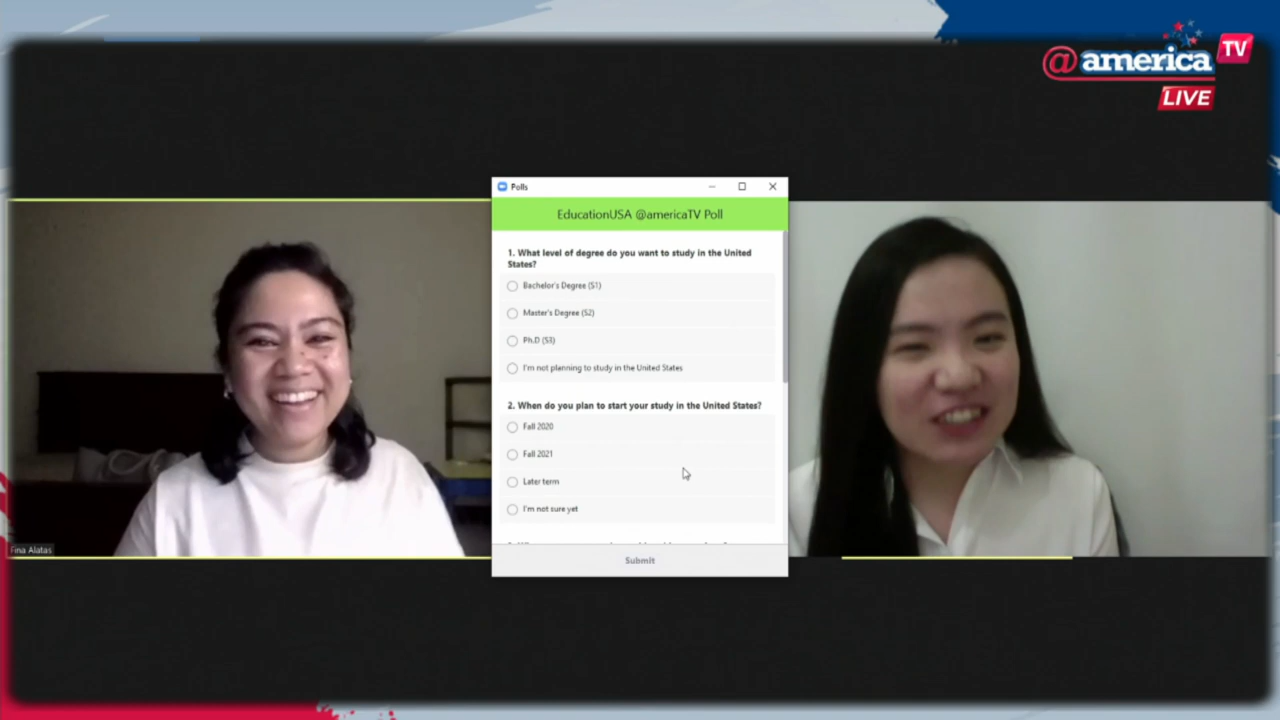 @america TV
LIVE
Polls
EducationUSA @americaTV Poll
1. What level of degree do you want to study in the United
States?
Bachelor's Degree (S1)
Master's Degree (S2)
Ph.D (S3)
I'm not planning to study in the United States
2. When do you plan to start your study in the United States?
Fall 2020
Fall 2021
Later term
I'm not sure yet
Submit
Fina Alatas